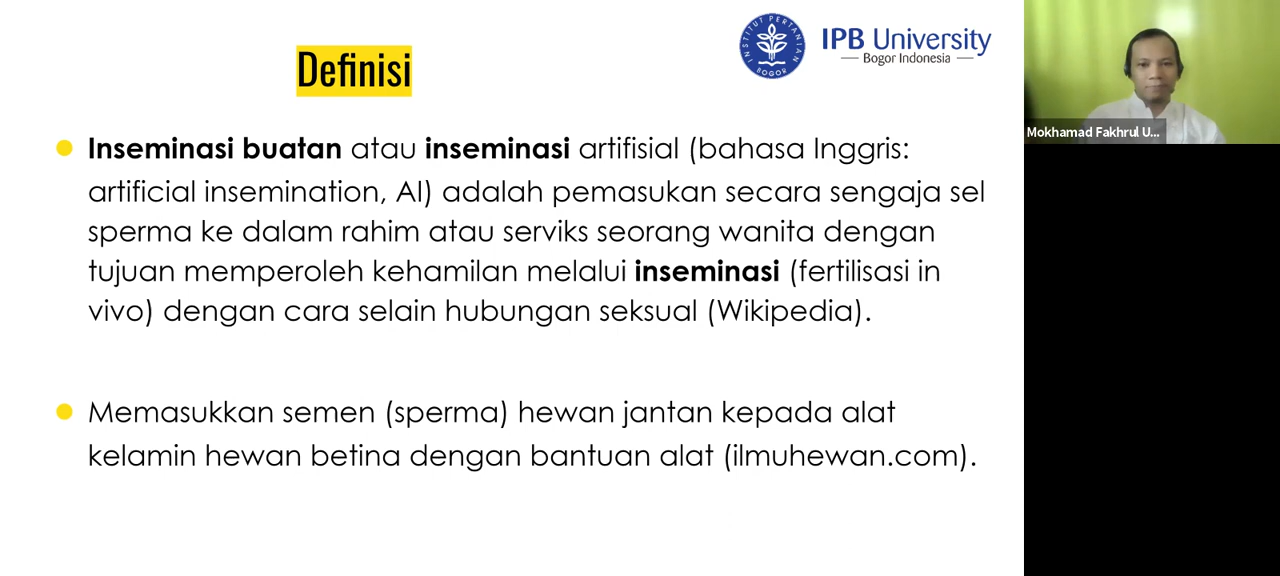 Definisi
INSTITUT PERTANIAN
BOGOR
IPB University
Bogor Indonesia
Inseminasi buatan atau inseminasi artifisial (bahasa Inggris:
artificial insemination, AI) adalah pemasukan secara sengaja sel
sperma ke dalam rahim atau serviks seorang wanita dengan
tujuan memperoleh kehamilan melalui inseminasi (fertilisasi in
vivo) dengan cara selain hubungan seksual (Wikipedia).
Memasukkan semen (sperma) hewan jantan kepada alat
kelamin hewan betina dengan bantuan alat (ilmuhewan.com).
Mokhamad Fakhrul U...